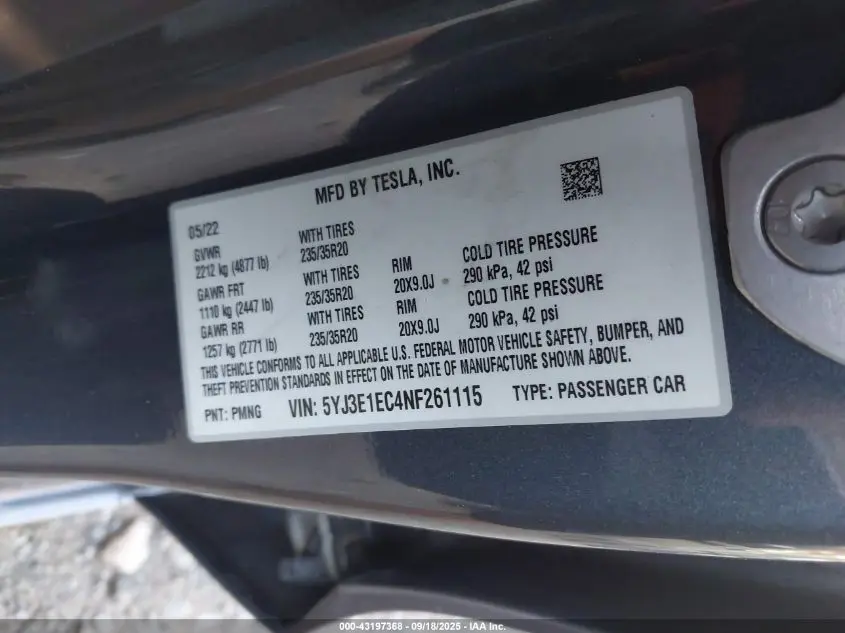 MFD BY TESLA, INC.
05/22
GVWR WITH TIRES
2212 kg (4877 lb) 235/35R20
GAWR FRT WITH TIRES RIM COLD TIRE PRESSURE
1110 kg (2447 lb) 235/35R20 20X9.0J 290 kPa, 42 psi
GAWR RR WITH TIRES RIM COLD TIRE PRESSURE
1257 kg (2771 lb) 235/35R20 20X9.0J 290 kPa, 42 psi
THIS VEHICLE CONFORMS TO ALL APPLICABLE U.S. FEDERAL MOTOR VEHICLE SAFETY, BUMPER, AND
THEFT PREVENTION STANDARDS IN EFFECT ON THE DATE OF MANUFACTURE SHOWN ABOVE.
PNT: PMNG VIN: 5YJ3E1EC4NF261115 TYPE: PASSENGER CAR
000-43197368 - 09/18/2025 - IAA Inc.